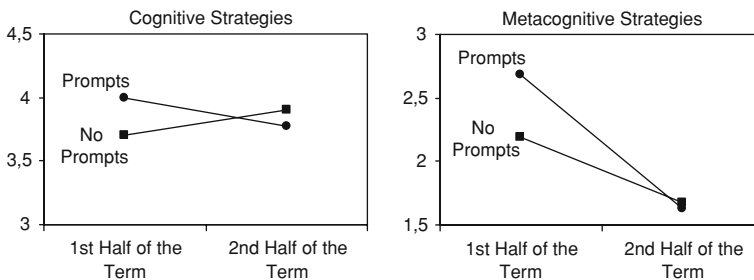 Cognitive Strategies
4,5
4
3,5
3
Prompts
No
Prompts
1st Half of the
Term
2nd Half of the
Term
Metacognitive Strategies
3
2,5
2
1,5
Prompts
No
Prompts
1st Half of the
Term
2nd Half of the
Term